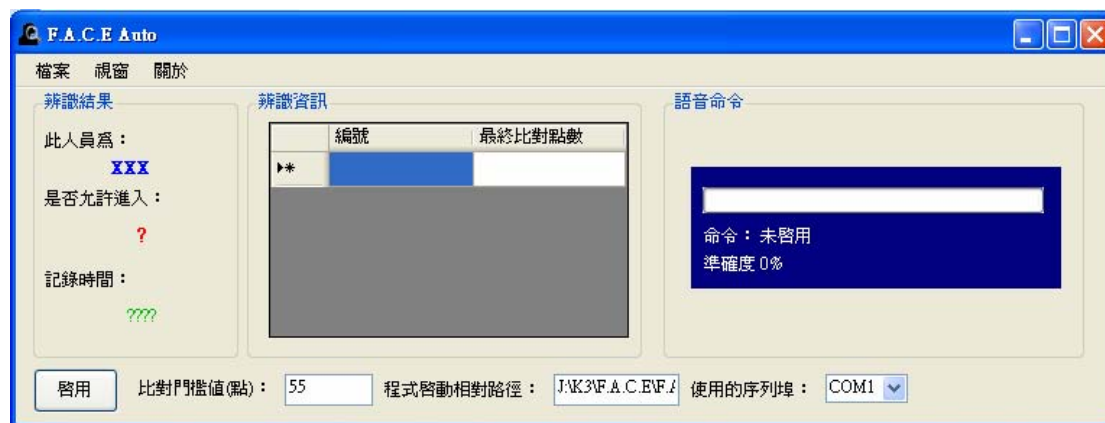 F.A.C.E Auto
檔案 視窗 關於
辨識結果
此人員為：
XXX
是否允許進入：
?
記錄時間：
????
辨識資訊
編號 最終比對點數
語音命令
命令：未啓用
準確度 0%
啓用 比對門檻值(點)： 55 程式啓動相對路徑： J:\K3\F.A.C.E\F.A 使用的序列埠： COM1